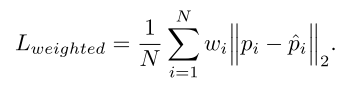 L_{weighted} = \frac{1}{N} \sum_{i=1}^{N} w_i \left\| p_i - \hat{p}_i \right\|_2.